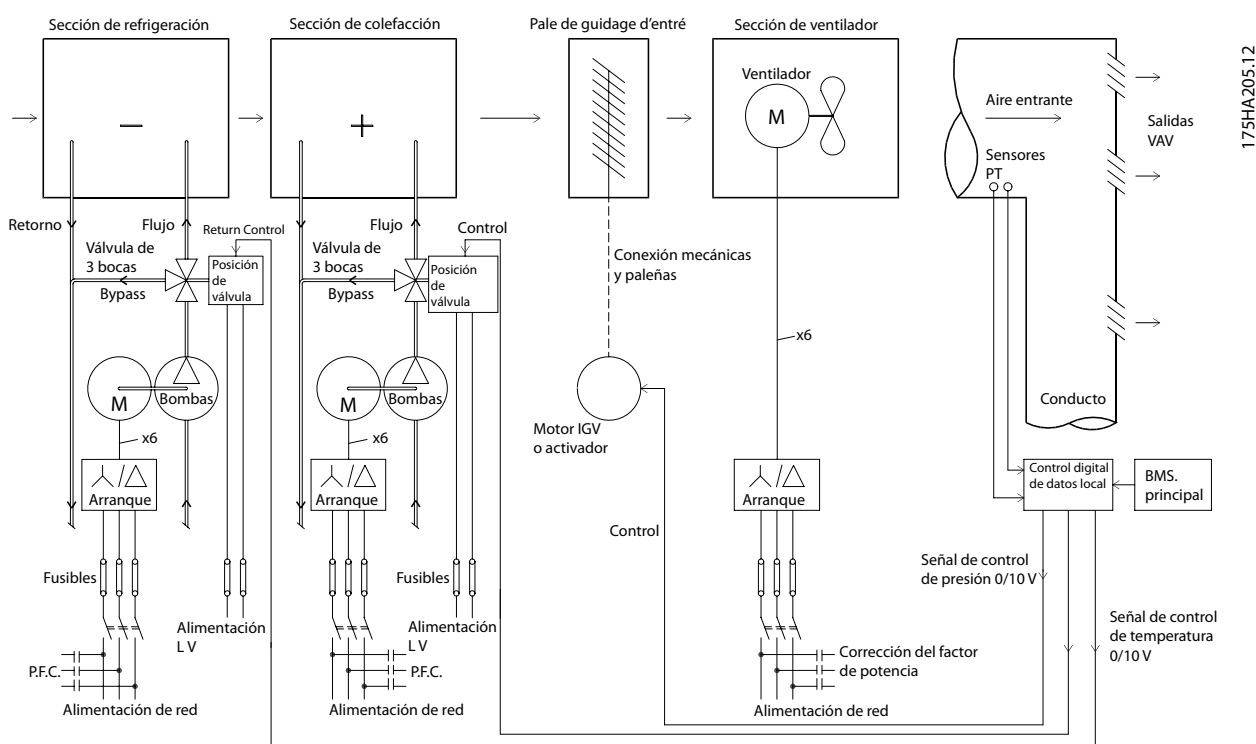 Sección de refrigeración
Sección de colefacción
Pale de guidage d'entré
Sección de ventilador
175HA205.12
Ventilador
M
Aire entrante
Salidas
VAV
Sensores
PT
Retorno
Flujo
Return Control
Válvula de
3 bocas
Bypass
Posición
de
válvula
Flujo
Control
Válvula de
3 bocas
Bypass
Posición
de
válvula
Conexión mecánicas
y paleñas
x6
M
Bombas
M
Bombas
Motor IGV
o activador
Conducto
x6
x6
Arranque
Arranque
Arranque
Control digital
de datos local
BMS.
principal
Control
Fusibles
Fusibles
Señal de control
de presión 0/10 V
Señal de control
de temperatura
0/10 V
Alimentación
L V
Alimentación
L V
P.F.C.
P.F.C.
Corrección del factor
de potencia
Alimentación de red
Alimentación de red
Alimentación de red